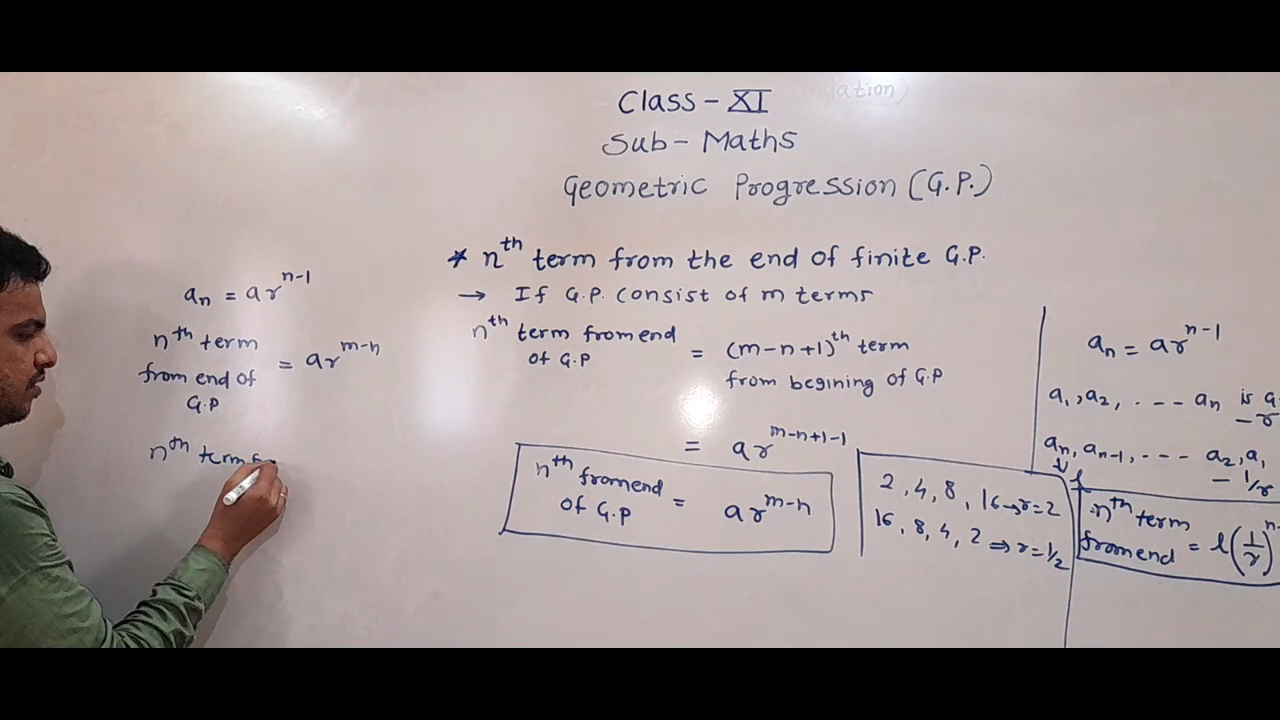 Class - XI
Sub - Maths
Geometric Progression (G.P.)
* nth term from the end of finite G.P.
→ If G.P. consist of m terms
nth term from end of G.P = (m-n+1)th term from begining of G.P
= ar^(m-n+1-1)
nth from end of G.P = ar^(m-n)
an = ar^(n-1)
nth term from end of G.P = ar^(m-n)
nth term
2, 4, 8, 16 → r=2
16, 8, 4, 2 ⇒ r=1/2
an = ar^(n-1)
a1, a2, .--- an is
- r
an, an-1, .--- a2, a1
↓
l
- 1/r
nth term from end = l(1/r)^n